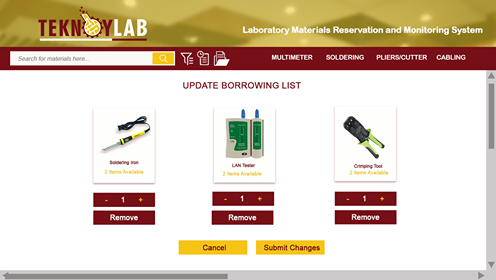 TEKNOYLAB
Laboratory Materials Reservation and Monitoring System
Search for materials here...
MULTIMETER SOLDERING PLIERS/CUTTER CABLING
UPDATE BORROWING LIST
Soldering Iron
2 Items Available
- 1 +
Remove
LAN Tester
2 Items Available
- 1 +
Remove
Crimping Tool
2 Items Available
- 1 +
Remove
Cancel
Submit Changes